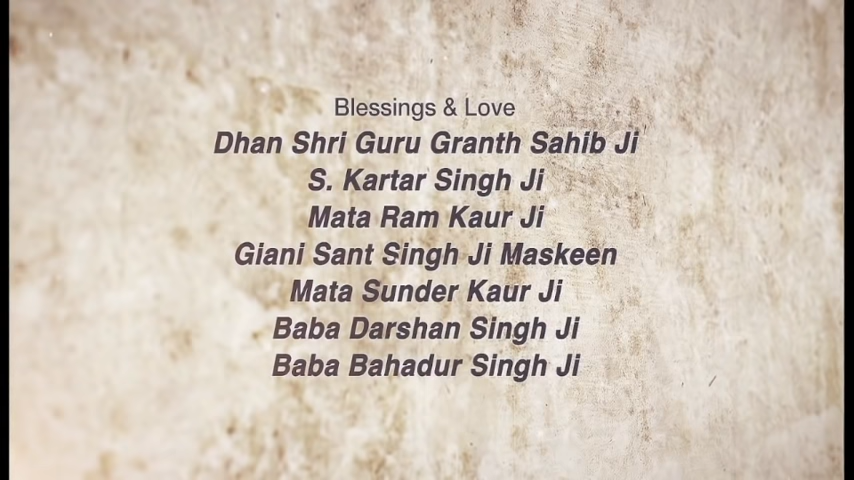 Blessings & Love
Dhan Shri Guru Granth Sahib Ji
S. Kartar Singh Ji
Mata Ram Kaur Ji
Giani Sant Singh Ji Maskeen
Mata Sunder Kaur Ji
Baba Darshan Singh Ji
Baba Bahadur Singh Ji